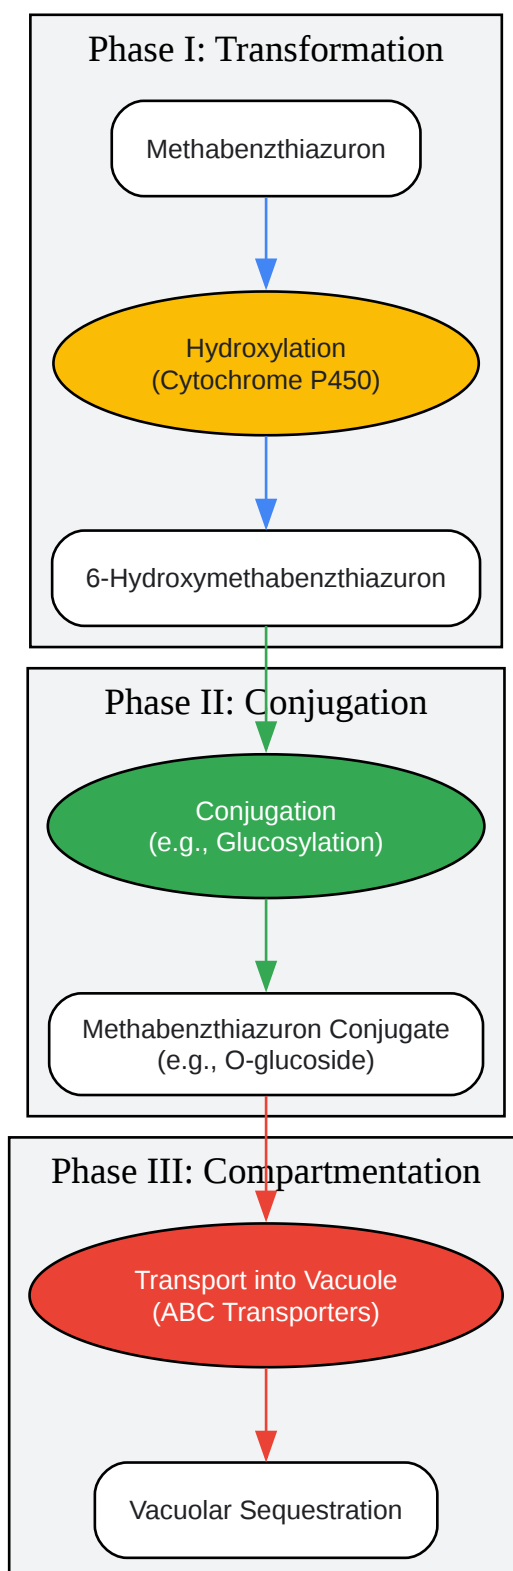 Phase I: Transformation
Methabenzthiazuron
Hydroxylation
(Cytochrome P450)
6-Hydroxymethabenzthiazuron
Phase II: Conjugation
Conjugation
(e.g., Glucosylation)
Methabenzthiazuron Conjugate
(e.g., O-glucoside)
Phase III: Compartmentation
Transport into Vacuole
(ABC Transporters)
Vacuolar Sequestration